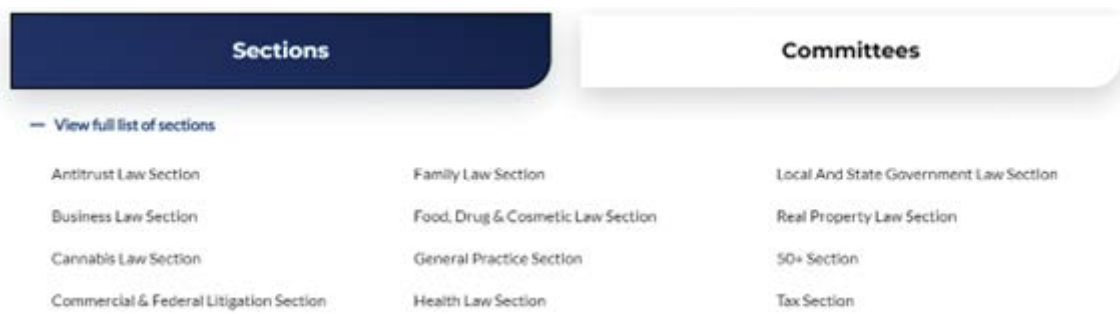 Sections
Committees
— View full list of sections
Antitrust Law Section
Family Law Section
Local And State Government Law Section
Business Law Section
Food, Drug & Cosmetic Law Section
Real Property Law Section
Cannabis Law Section
General Practice Section
50+ Section
Commercial & Federal Litigation Section
Health Law Section
Tax Section